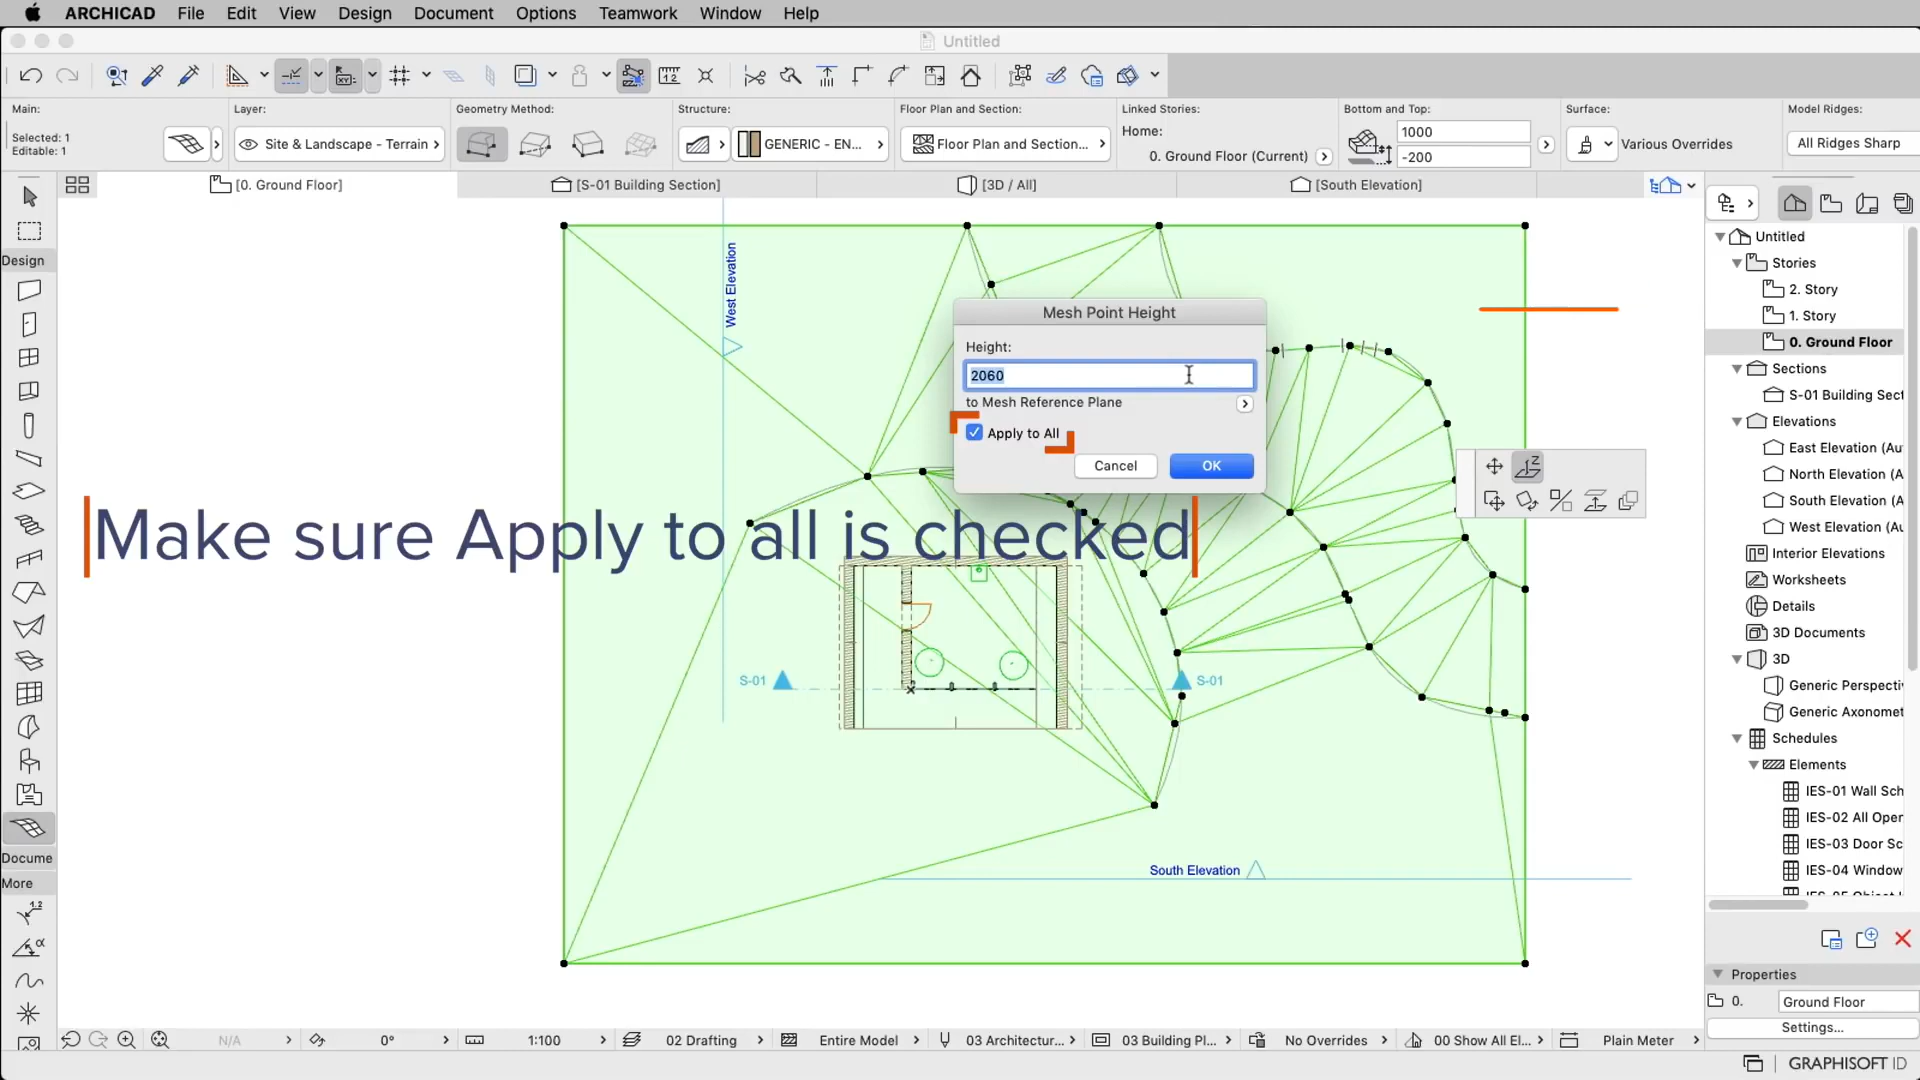 ARCHICAD File Edit View Design Document Options Teamwork Window Help
Untitled
Main: Layer: Geometry Method: Structure: Floor Plan and Section: Linked Stories: Bottom and Top: Surface: Model Ridges:
Selected: 1
Editable: 1
Site & Landscape - Terrain
GENERIC - EN...
Floor Plan and Section...
Home:
0. Ground Floor (Current)
1000
-200
Various Overrides
All Ridges Sharp
[0. Ground Floor] [S-01 Building Section] [3D / All] [South Elevation]
Design
Docume
More
West Elevation
Mesh Point Height
Height:
2060
to Mesh Reference Plane
Apply to All
Cancel OK
Make sure Apply to all is checked
S-01 S-01
South Elevation
Untitled
Stories
2. Story
1. Story
0. Ground Floor
Sections
S-01 Building Sect
Elevations
East Elevation (Au
North Elevation (A
South Elevation (A
West Elevation (Au
Interior Elevations
Worksheets
Details
3D Documents
3D
Generic Perspecti
Generic Axonomet
Schedules
Elements
IES-01 Wall Sch
IES-02 All Oper
IES-03 Door Sc
IES-04 Window
Properties
0. Ground Floor
Settings...
N/A 0° 1:100 02 Drafting Entire Model 03 Architectur... 03 Building Pl... No Overrides 00 Show All El... Plain Meter
GRAPHISOFT ID